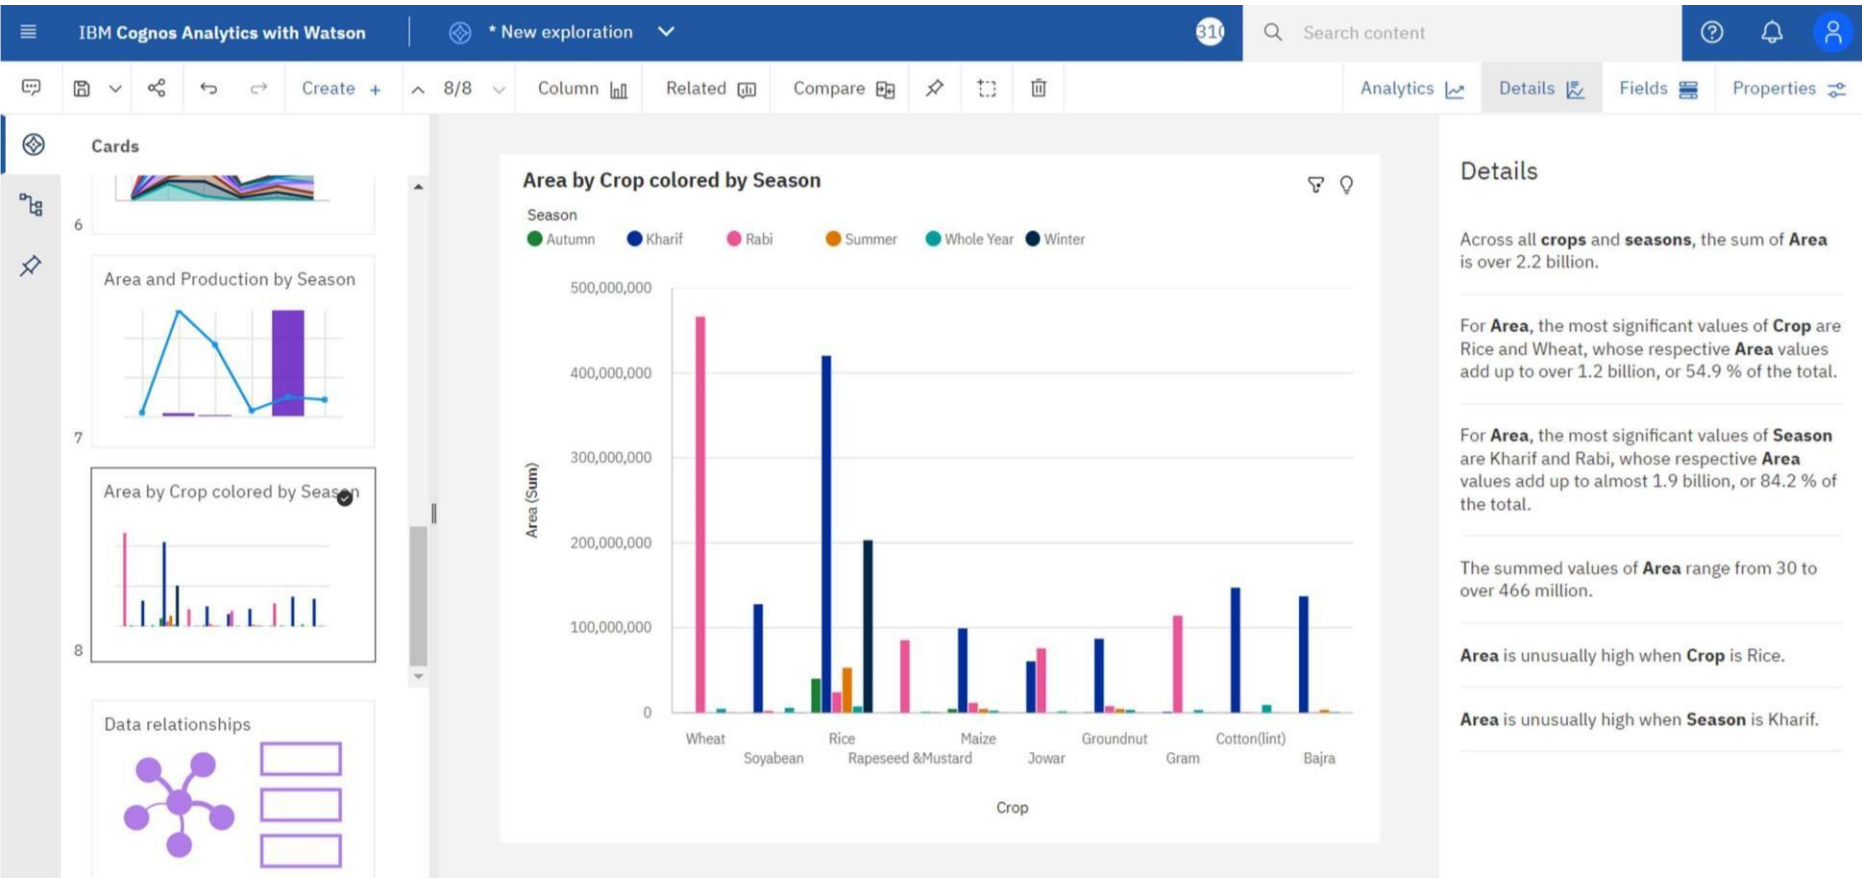 IBM Cognos Analytics with Watson
* New exploration
310
Search content
Create +
8/8
Column
Related
Compare
Analytics
Details
Fields
Properties
Cards
6
Area and Production by Season
7
Area by Crop colored by Season
8
Data relationships
Area by Crop colored by Season
Season
Autumn Kharif Rabi Summer Whole Year Winter
500,000,000
400,000,000
300,000,000
200,000,000
100,000,000
0
Area (Sum)
Wheat Rice Maize Groundnut Cotton(lint)
Soyabean Rapeseed &Mustard Jowar Gram Bajra
Crop
Details
Across all crops and seasons, the sum of Area
is over 2.2 billion.
For Area, the most significant values of Crop are
Rice and Wheat, whose respective Area values
add up to over 1.2 billion, or 54.9 % of the total.
For Area, the most significant values of Season
are Kharif and Rabi, whose respective Area
values add up to almost 1.9 billion, or 84.2 % of
the total.
The summed values of Area range from 30 to
over 466 million.
Area is unusually high when Crop is Rice.
Area is unusually high when Season is Kharif.